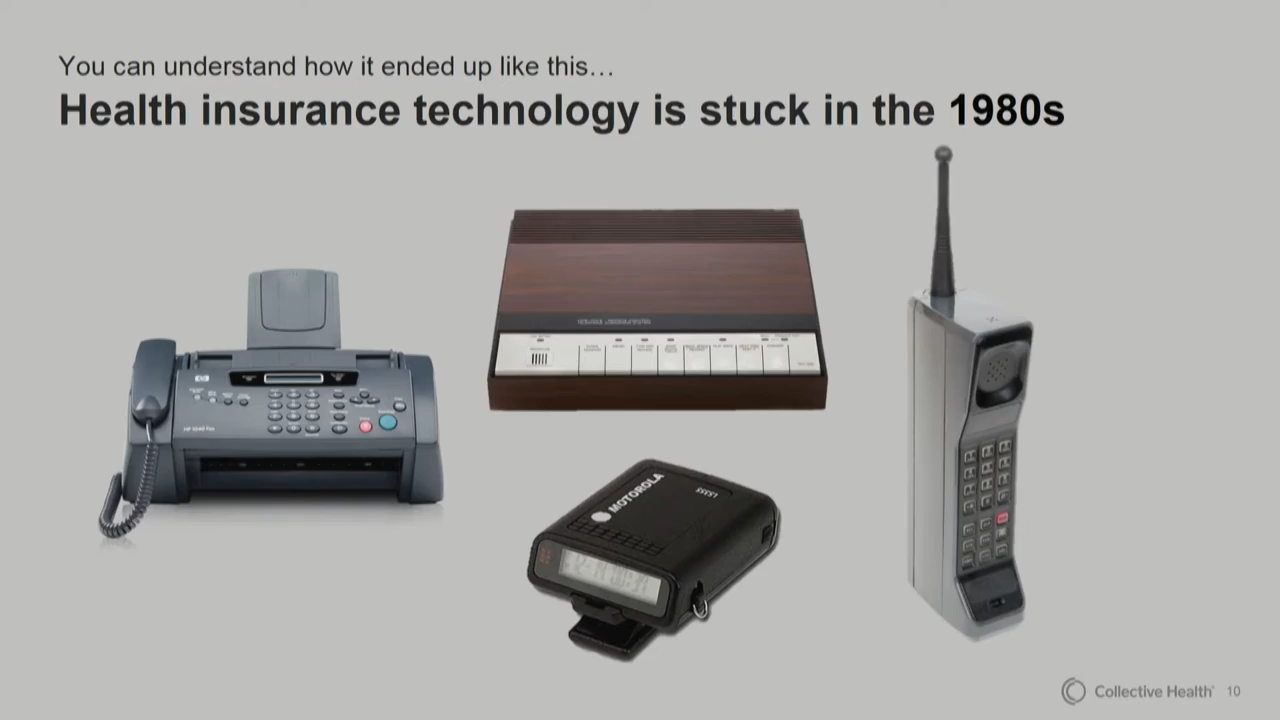 You can understand how it ended up like this…
Health insurance technology is stuck in the 1980s
MOTOROLA
LS355
Collective Health 10